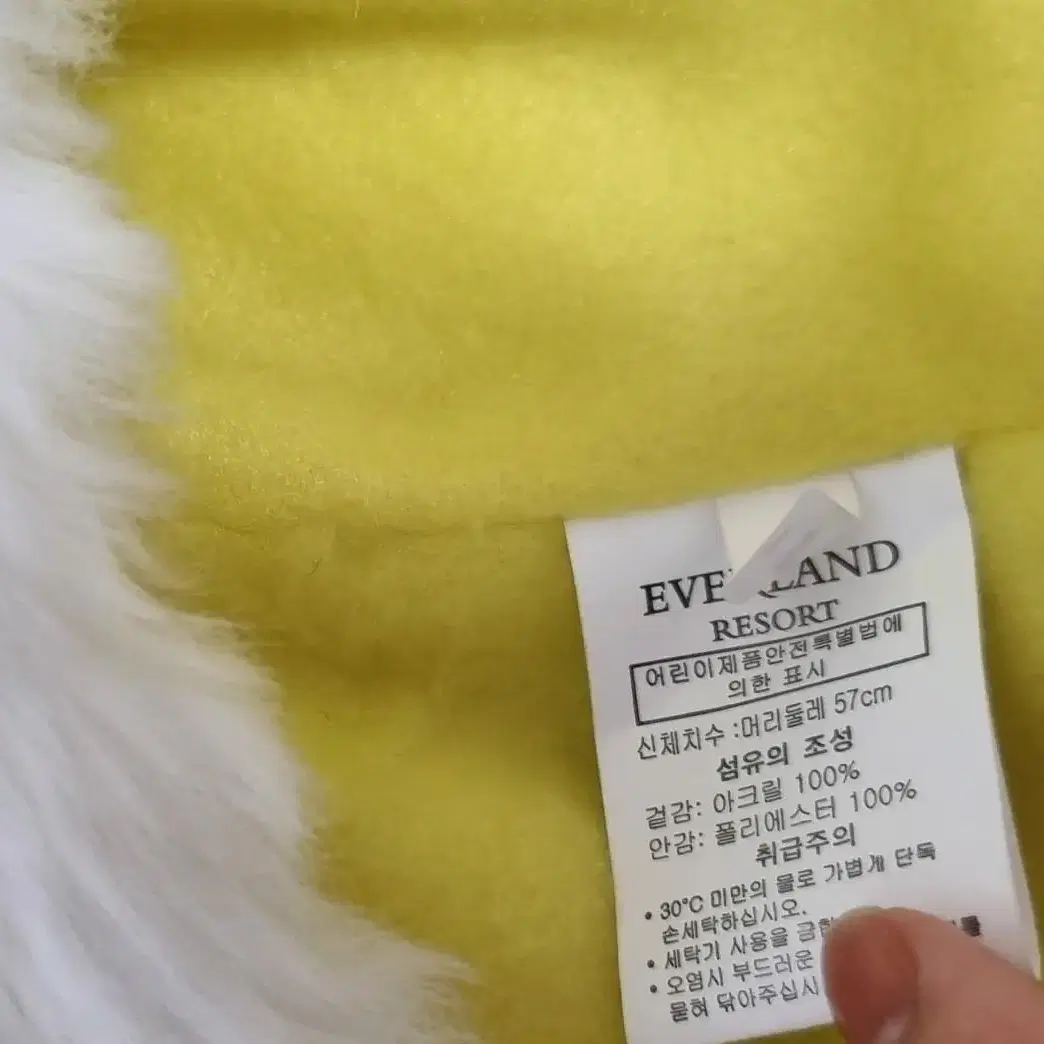 RESORT
어린이제품안전특별법에
의한 표시
신체치수 :머리둘레 57cm
섬유의 조성
겉감: 아크릴 100%
안감: 폴리에스터 100%
취급주의
• 30℃ 미만의 물로 가볍게 단독
손세탁하십시오.
• 세탁기 사용을
• 오염시 부드러운
묻혀 닦아주십시